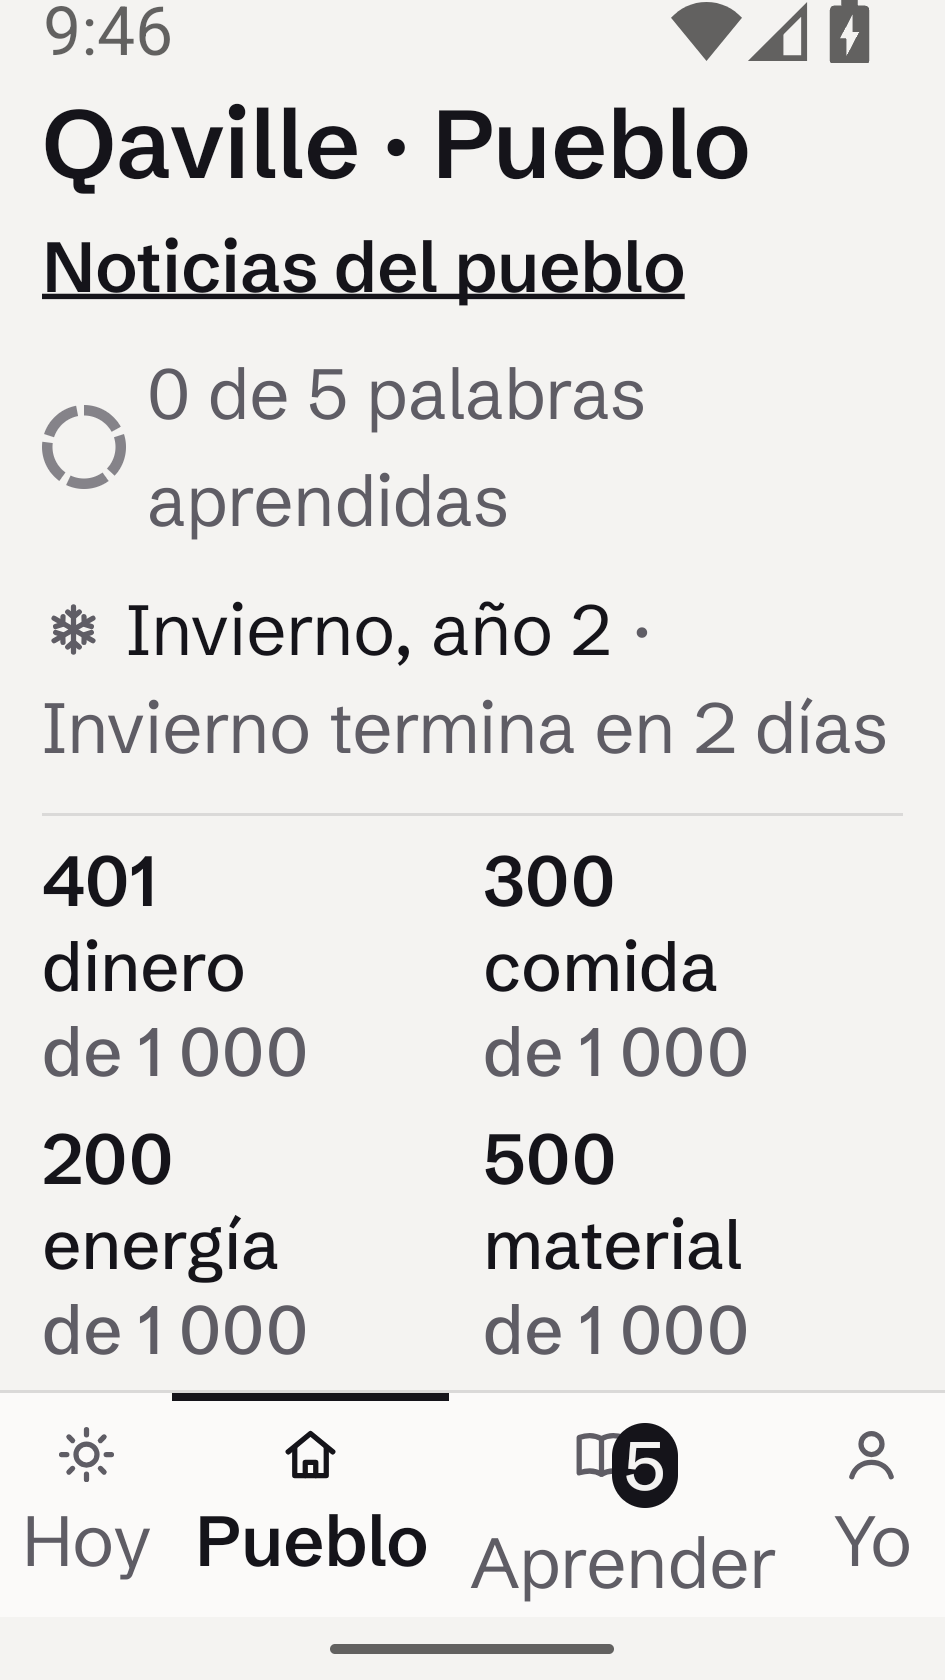 9:46
Qaville · Pueblo
Noticias del pueblo
0 de 5 palabras
aprendidas
Invierno, año 2 ·
Invierno termina en 2 días
401
dinero
de 1 000
300
comida
de 1 000
200
energía
de 1 000
500
material
de 1 000
Hoy
Pueblo
5
Aprender
Yo